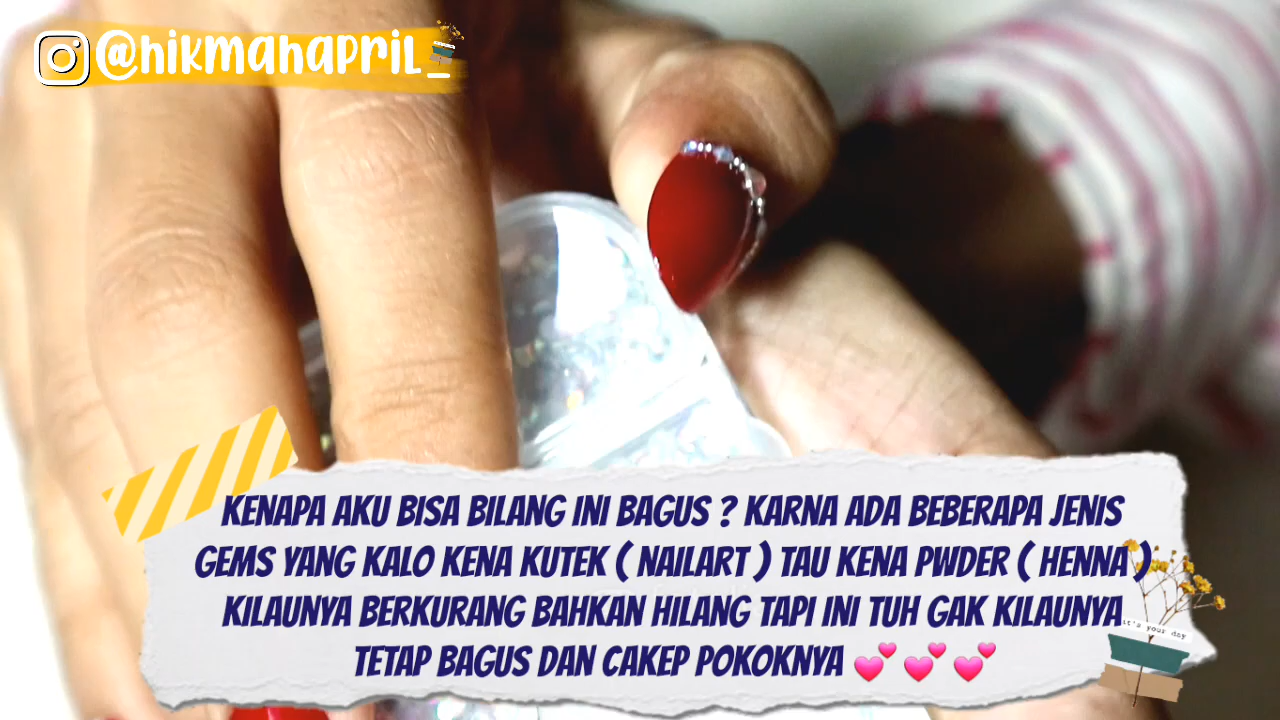 @hikmahapril_
KENAPA AKU BISA BILANG INI BAGUS ? KARNA ADA BEBERAPA JENIS
GEMS YANG KALO KENA KUTEK ( NAILART ) TAU KENA PWDER ( HENNA )
KILAUNYA BERKURANG BAHKAN HILANG TAPI INI TUH GAK KILAUNYA
TETAP BAGUS DAN CAKEP POKOKNYA 💕 💕 💕
it's your day